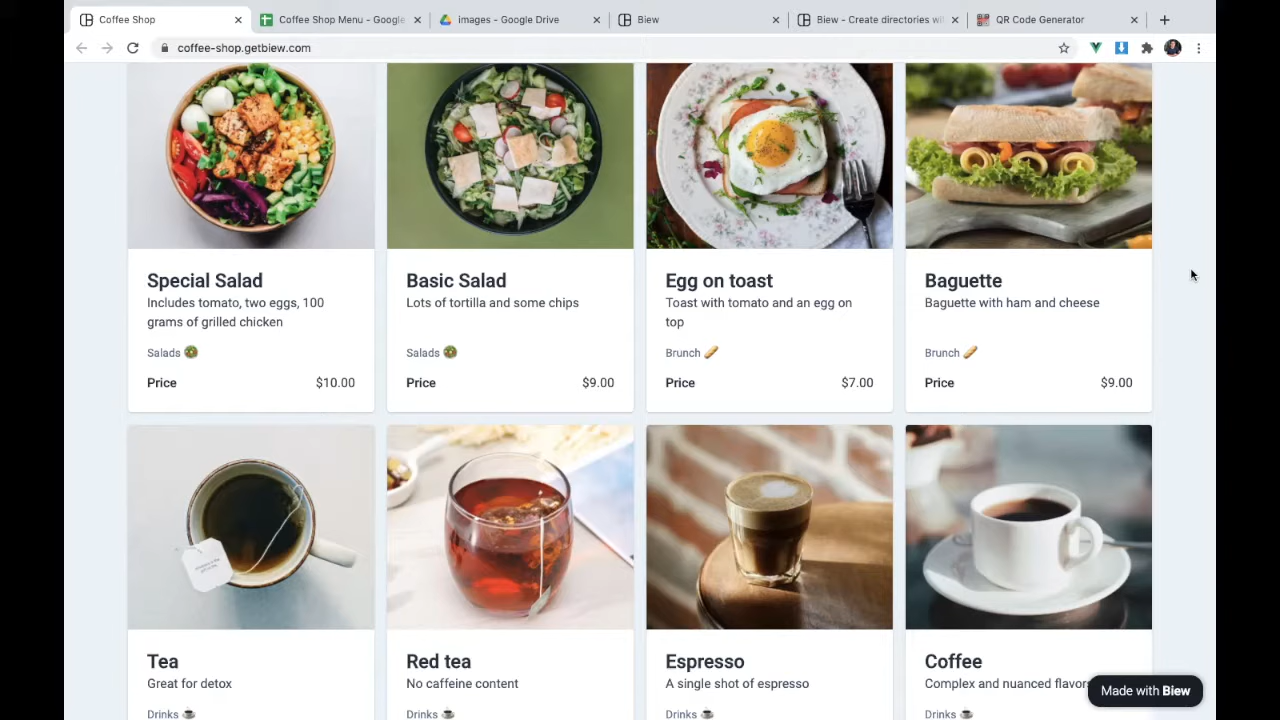 Coffee Shop
Coffee Shop Menu - Google
images - Google Drive
Biew
Biew - Create directories wi
QR Code Generator
coffee-shop.getbiew.com
Special Salad
Includes tomato, two eggs, 100
grams of grilled chicken
Salads 🥗
Price $10.00
Basic Salad
Lots of tortilla and some chips
Salads 🥗
Price $9.00
Egg on toast
Toast with tomato and an egg on
top
Brunch 🥖
Price $7.00
Baguette
Baguette with ham and cheese
Brunch 🥖
Price $9.00
Tea
Great for detox
Drinks ☕
Red tea
No caffeine content
Drinks ☕
Espresso
A single shot of espresso
Drinks ☕
Coffee
Complex and nuanced flavors
Drinks ☕
Made with Biew